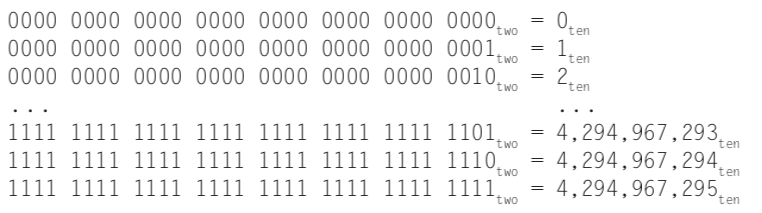 0000 0000 0000 0000 0000 0000 0000 0000two = 0ten
0000 0000 0000 0000 0000 0000 0000 0001two = 1ten
0000 0000 0000 0000 0000 0000 0000 0010two = 2ten
... ...
1111 1111 1111 1111 1111 1111 1111 1101two = 4,294,967,293ten
1111 1111 1111 1111 1111 1111 1111 1110two = 4,294,967,294ten
1111 1111 1111 1111 1111 1111 1111 1111two = 4,294,967,295ten